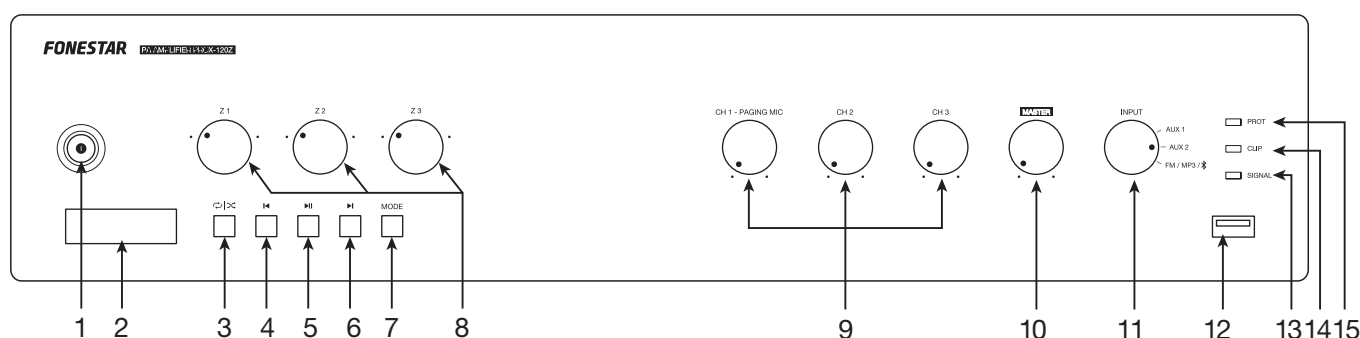 FONESTAR PA AMPLIFIER PROX-120Z
Z 1 Z 2 Z 3 CH 1 - PAGING MIC CH 2 CH 3 MASTER INPUT
PROT
AUX 1
AUX 2
CLIP
FM / MP3 /
SIGNAL
MODE
1 2 3 4 5 6 7 8 9 10 11 12 13 14 15